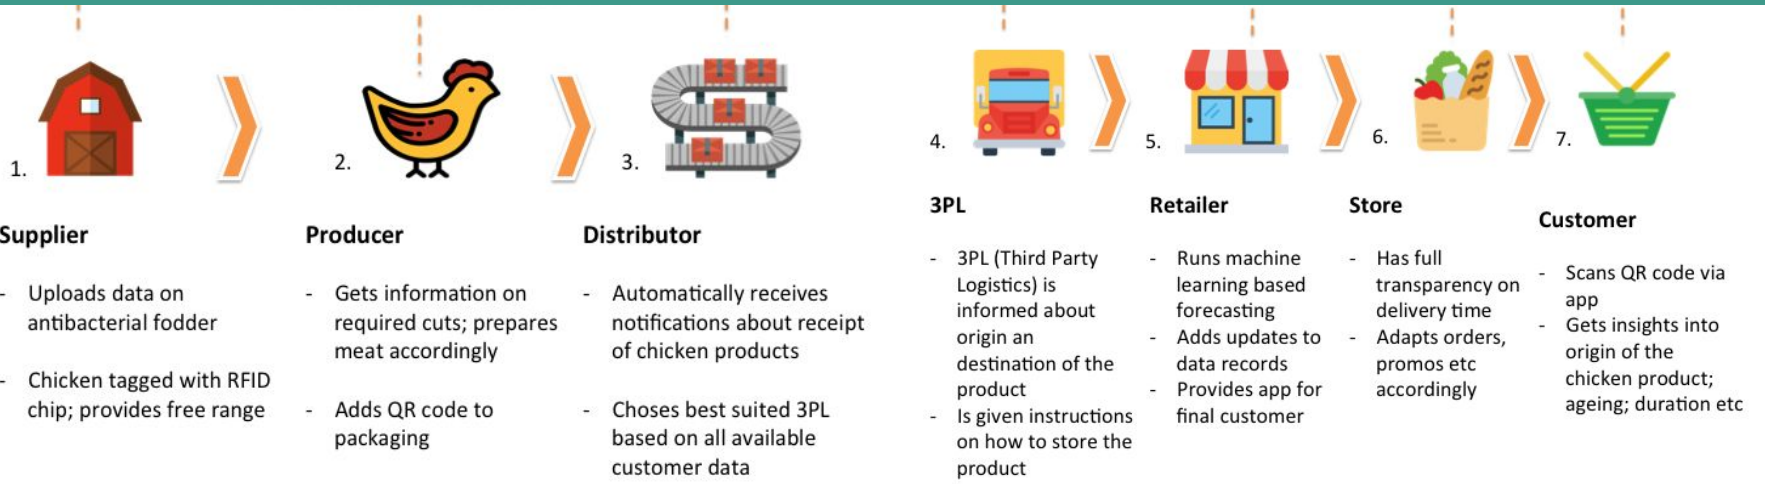 1.
Supplier
- Uploads data on
antibacterial fodder
- Chicken tagged with RFID
chip; provides free range
2.
Producer
- Gets information on
required cuts; prepares
meat accordingly
- Adds QR code to
packaging
3.
Distributor
- Automatically receives
notifications about receipt
of chicken products
- Choses best suited 3PL
based on all available
customer data
4.
3PL
- 3PL (Third Party
Logistics) is
informed about
origin an
destination of the
product
- Is given instructions
on how to store the
product
5.
Retailer
- Runs machine
learning based
forecasting
- Adds updates to
data records
- Provides app for
final customer
6.
Store
- Has full
transparency on
delivery time
- Adapts orders,
promos etc
accordingly
7.
Customer
- Scans QR code via
app
- Gets insights into
origin of the
chicken product;
ageing; duration etc